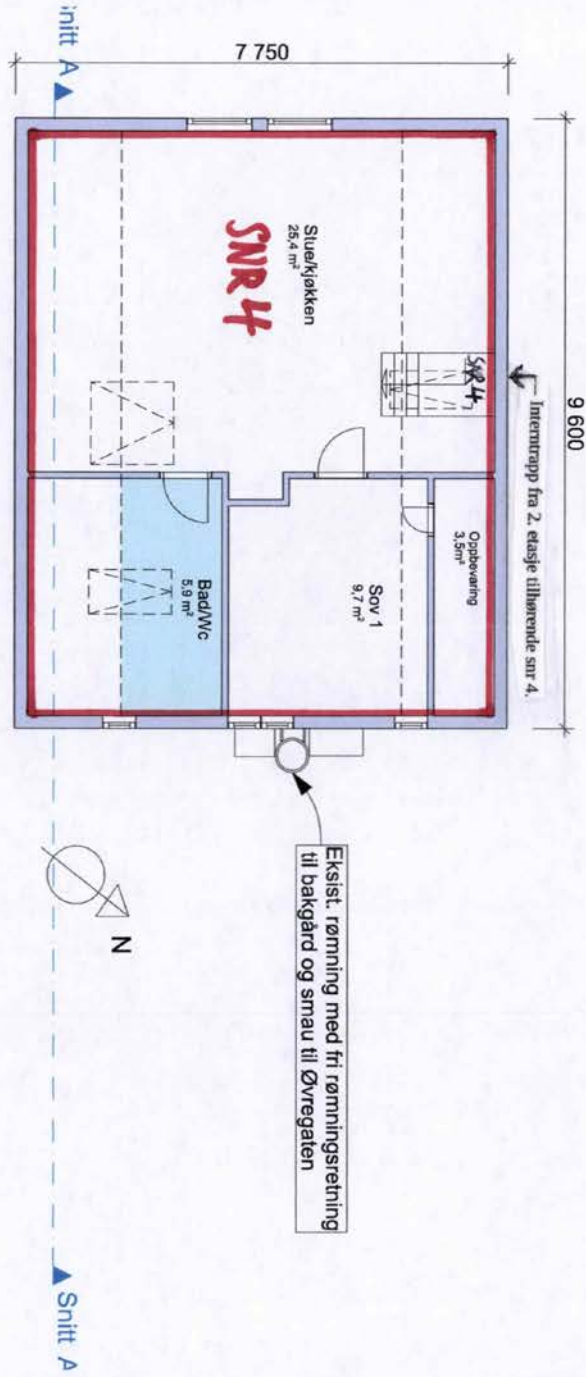 Snitt A
7 750
9 600
Interntrapp fra 2. etasje tilhørende snr 4.
SNR 4
Stue/kjøkken
25,4 m²
SNR 4
Oppbevaring
3,5m²
Sov 1
9,7 m²
Bad/Wc
5,9 m²
Eksist. rømning med fri rømningsretning
til bakgård og smau til Øvregaten
N
Snitt A